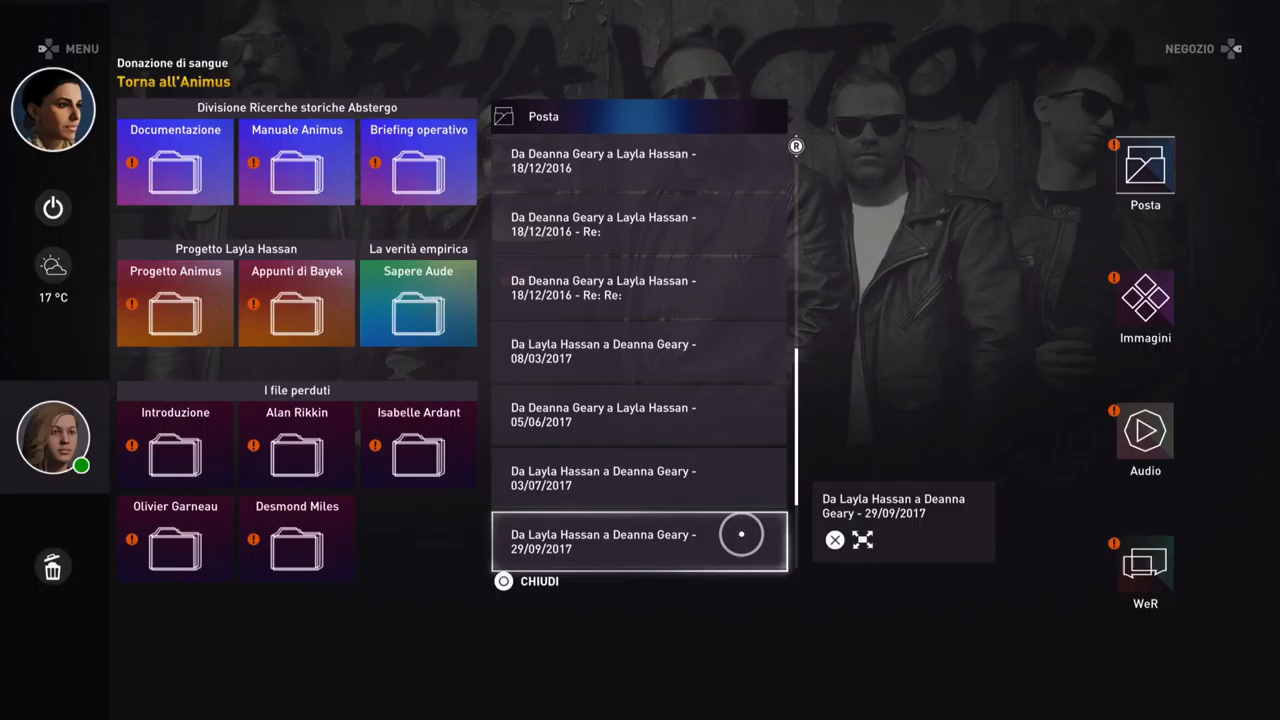 MENU
NEGOZIO
Donazione di sangue
Torna all'Animus
Divisione Ricerche storiche Abstergo
Documentazione
Manuale Animus
Briefing operativo
Progetto Layla Hassan
La verità empirica
Progetto Animus
Appunti di Bayek
Sapere Aude
I file perduti
Introduzione
Alan Rikkin
Isabelle Ardant
Olivier Garneau
Desmond Miles
17 °C
Posta
R
Da Deanna Geary a Layla Hassan -
18/12/2016
Da Deanna Geary a Layla Hassan -
18/12/2016 - Re:
Da Deanna Geary a Layla Hassan -
18/12/2016 - Re: Re:
Da Layla Hassan a Deanna Geary -
08/03/2017
Da Deanna Geary a Layla Hassan -
05/06/2017
Da Layla Hassan a Deanna Geary -
03/07/2017
Da Layla Hassan a Deanna Geary -
29/09/2017
CHIUDI
Da Layla Hassan a Deanna
Geary - 29/09/2017
Posta
Immagini
Audio
WeR